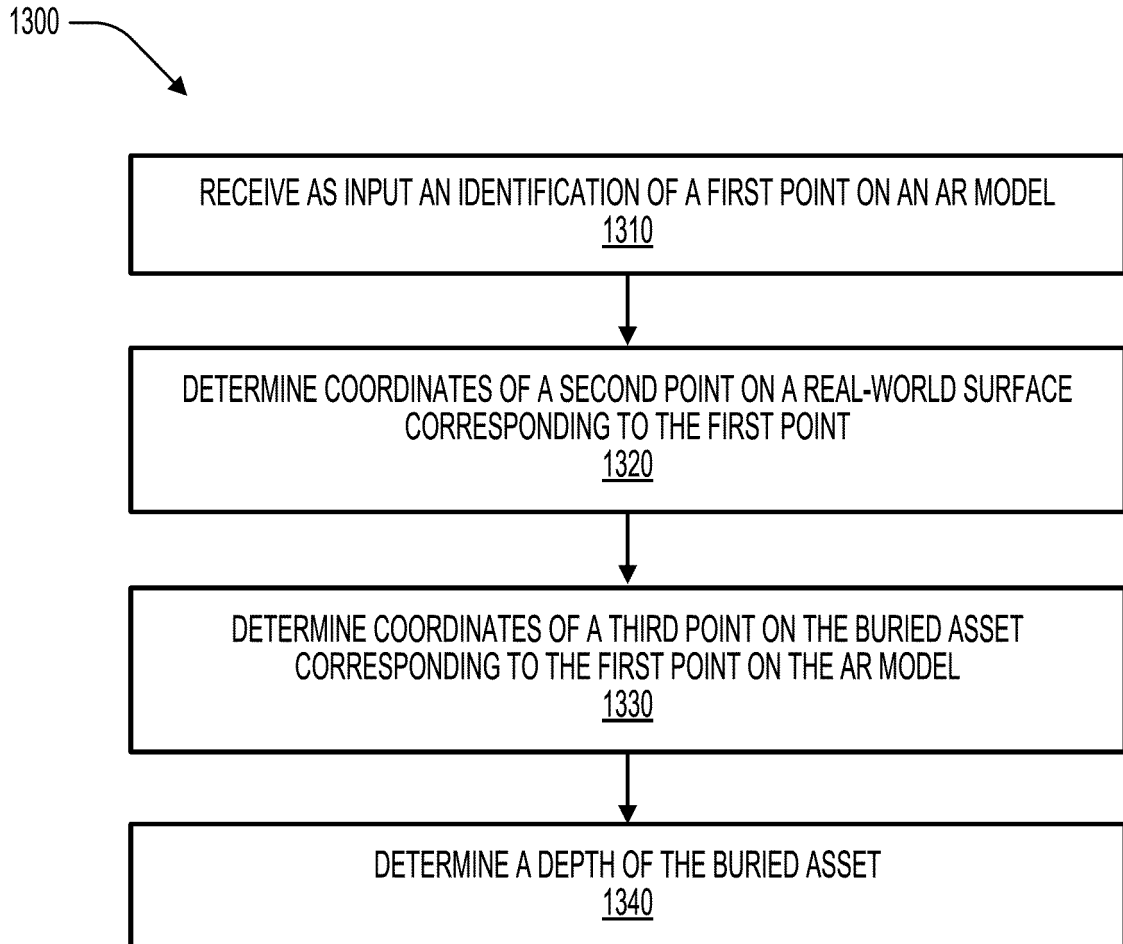 1300
RECEIVE AS INPUT AN IDENTIFICATION OF A FIRST POINT ON AN AR MODEL
1310
DETERMINE COORDINATES OF A SECOND POINT ON A REAL-WORLD SURFACE
CORRESPONDING TO THE FIRST POINT
1320
DETERMINE COORDINATES OF A THIRD POINT ON THE BURIED ASSET
CORRESPONDING TO THE FIRST POINT ON THE AR MODEL
1330
DETERMINE A DEPTH OF THE BURIED ASSET
1340